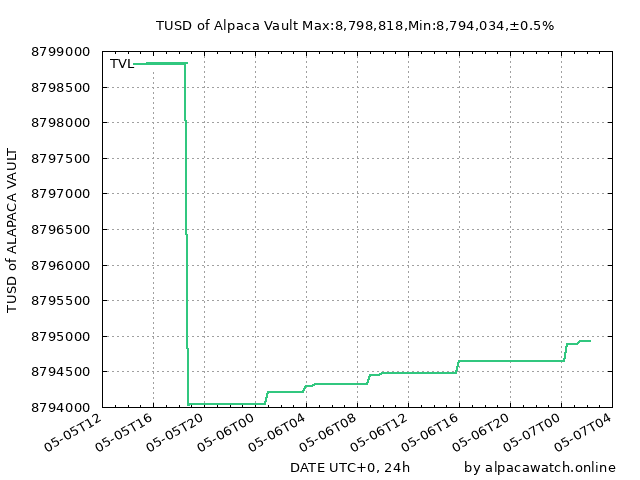 TUSD of Alpaca Vault Max:8,798,818,Min:8,794,034,±0.5%
TUSD of ALAPACA VAULT
8799000
8798500
8798000
8797500
8797000
8796500
8796000
8795500
8795000
8794500
8794000
TVL
05-05T12
05-05T16
05-05T20
05-06T00
05-06T04
05-06T08
05-06T12
05-06T16
05-06T20
05-07T00
05-07T04
DATE UTC+0, 24h
by alpacawatch.online